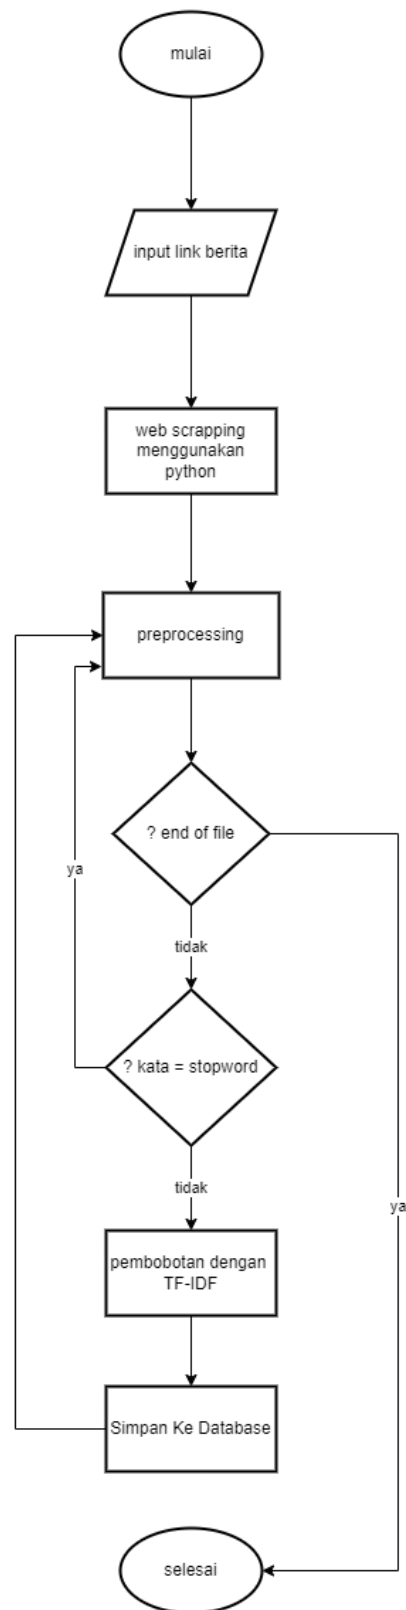 mulai
input link berita
web scrapping
menggunakan
python
preprocessing
? end of file
ya
tidak
? kata = stopword
tidak
ya
pembobotan dengan
TF-IDF
Simpan Ke Database
selesai